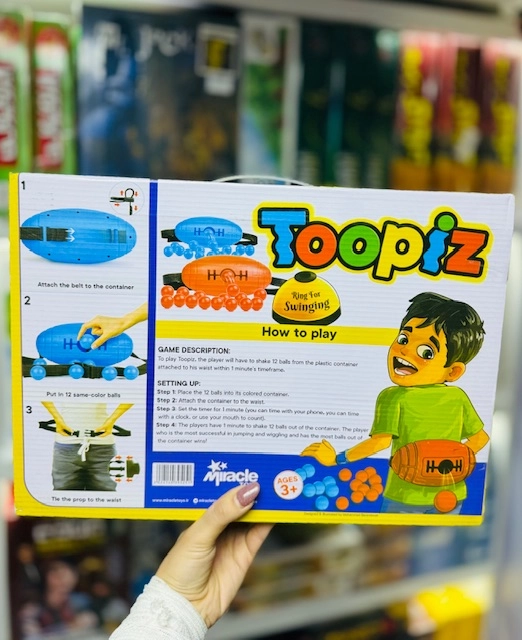 1
Attach the belt to the container
2
Put in 12 same-color balls
3
Tie the prop to the waist
Toopiz
Ring For
Swinging
How to play
GAME DESCRIPTION:
To play Toopiz, the player will have to shake 12 balls from the plastic container
attached to his waist within 1 minute's timeframe.
SETTING UP:
Step 1: Place the 12 balls into its colored container.
Step 2: Attach the container to the waist.
Step 3: Set the timer for 1 minute (you can time with your phone, you can time
with a clock, or use your mouth to count).
Step 4: The players have 1 minute to shake 12 balls out of the container. The player
who is the most successful in jumping and wiggling and has the most balls out of
the container wins!
Miracle
AGES
3+
www.miracletoys.ir